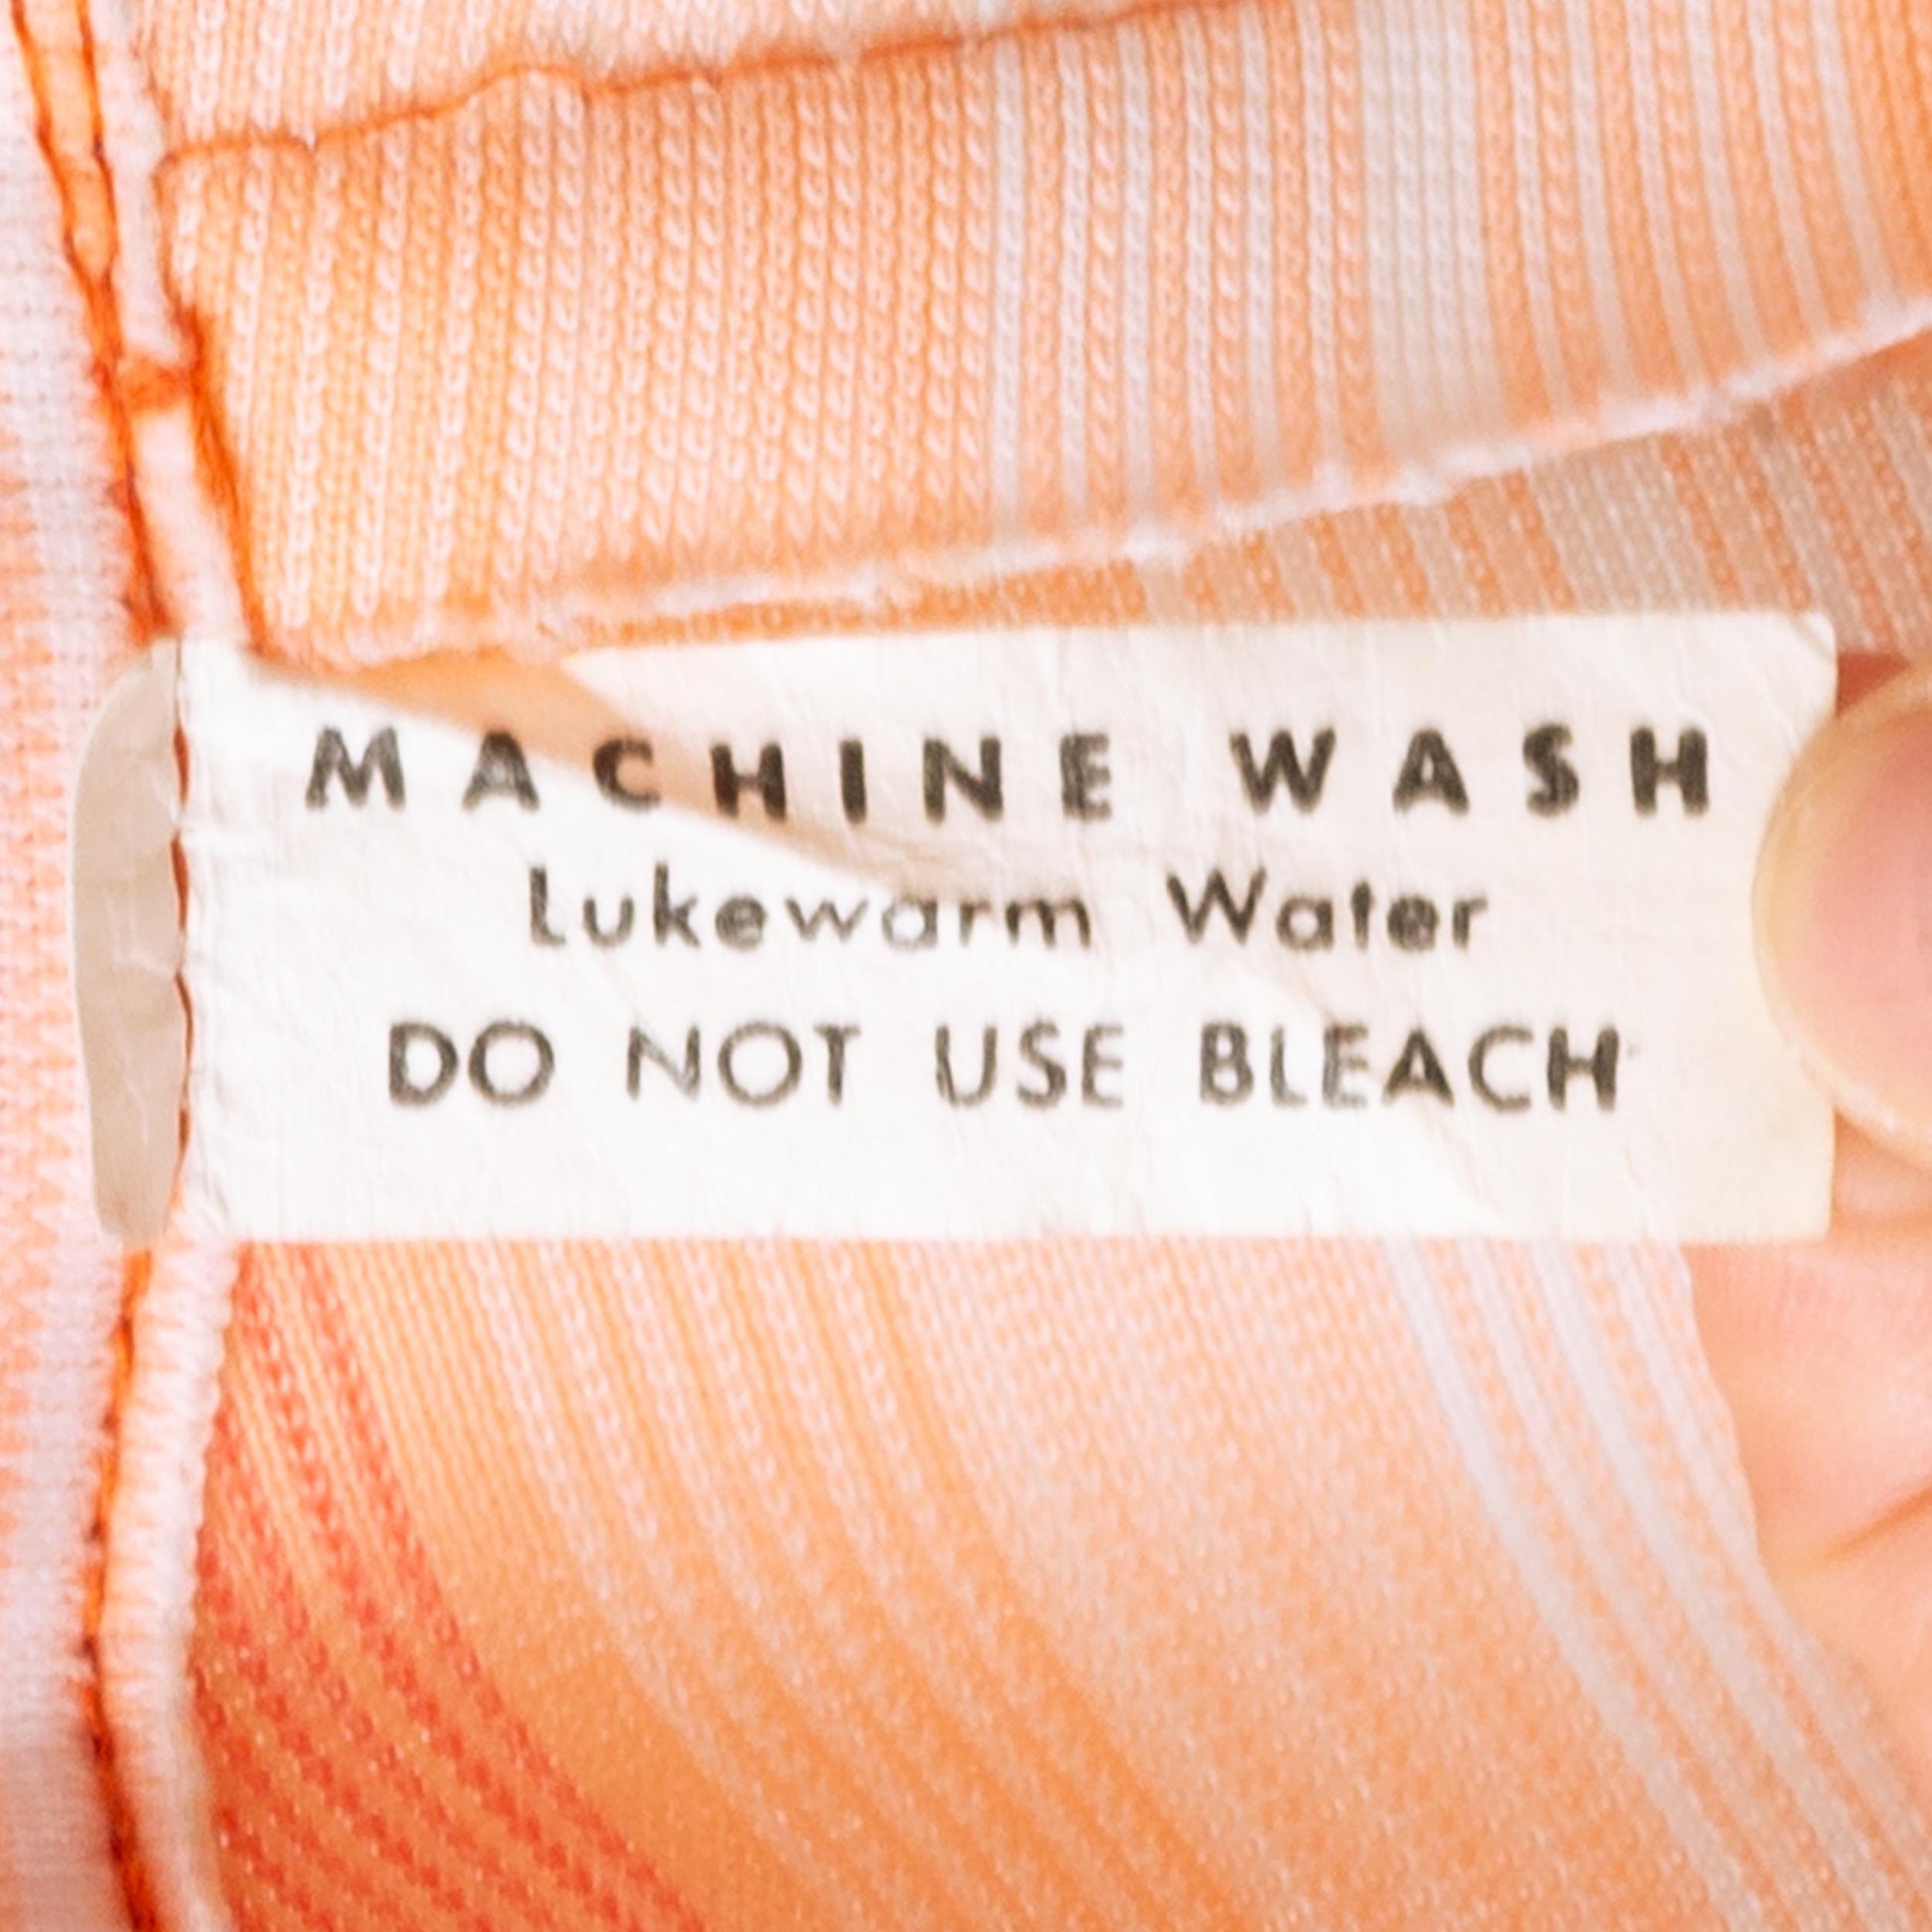 MACHINE WASH
Lukewarm Water
DO NOT USE BLEACH